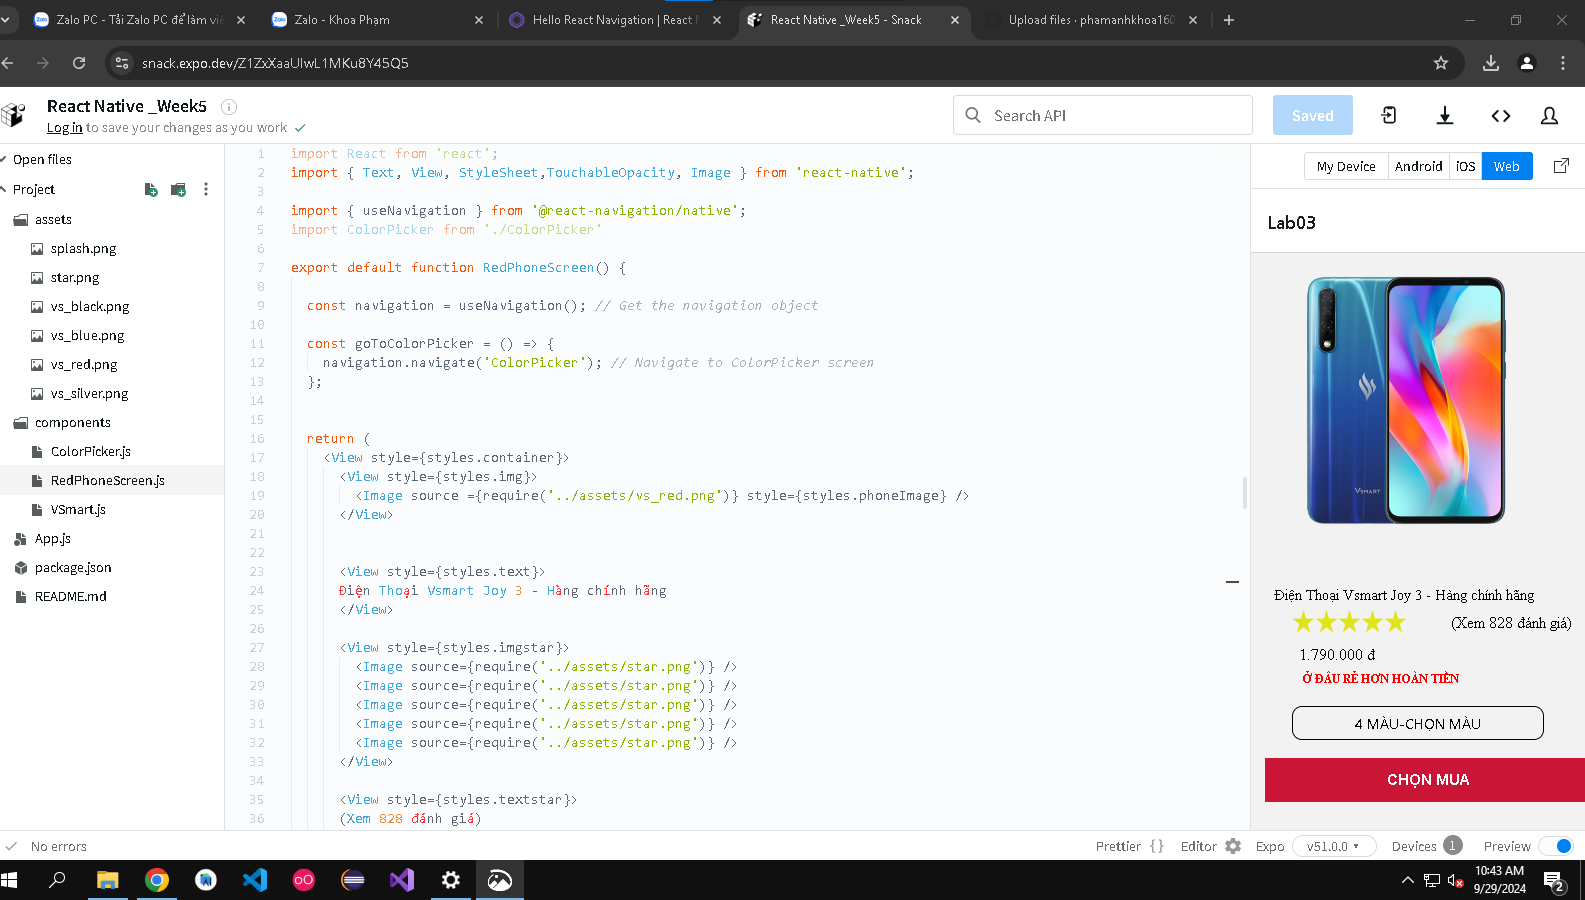 Zalo PC - Tải Zalo PC để làm việ
Zalo - Khoa Phạm
Hello React Navigation | React N
React Native _Week5 - Snack
Upload files · phamanhkhoa160
snack.expo.dev/Z1ZxXaaUIwL1MKu8Y45Q5
React Native _Week5
Log in to save your changes as you work
Search API
Saved
Open files
Project
assets
splash.png
star.png
vs_black.png
vs_blue.png
vs_red.png
vs_silver.png
components
ColorPicker.js
RedPhoneScreen.js
VSmart.js
App.js
package.json
README.md
1 import React from 'react';
2 import { Text, View, StyleSheet,TouchableOpacity, Image } from 'react-native';
3
4 import { useNavigation } from '@react-navigation/native';
5 import ColorPicker from './ColorPicker'
6
7 export default function RedPhoneScreen() {
8
9 const navigation = useNavigation(); // Get the navigation object
10
11 const goToColorPicker = () => {
12 navigation.navigate('ColorPicker'); // Navigate to ColorPicker screen
13 };
14
15
16 return (
17 <View style={styles.container}>
18 <View style={styles.img}>
19 <Image source ={require('../assets/vs_red.png')} style={styles.phoneImage} />
20 </View>
21
22
23 <View style={styles.text}>
24 Điện Thoại Vsmart Joy 3 - Hàng chính hãng
25 </View>
26
27 <View style={styles.imgstar}>
28 <Image source={require('../assets/star.png')} />
29 <Image source={require('../assets/star.png')} />
30 <Image source={require('../assets/star.png')} />
31 <Image source={require('../assets/star.png')} />
32 <Image source={require('../assets/star.png')} />
33 </View>
34
35 <View style={styles.textstar}>
36 (Xem 828 đánh giá)
My Device
Android
iOS
Web
Lab03
VSMART
Điện Thoại Vsmart Joy 3 - Hàng chính hãng
(Xem 828 đánh giá)
1.790.000 đ
Ở ĐÂU RẺ HƠN HOÀN TIỀN
4 MÀU-CHỌN MÀU
CHỌN MUA
No errors
Prettier {}
Editor
Expo
v51.0.0
Devices 1
Preview
10:43 AM
9/29/2024
2